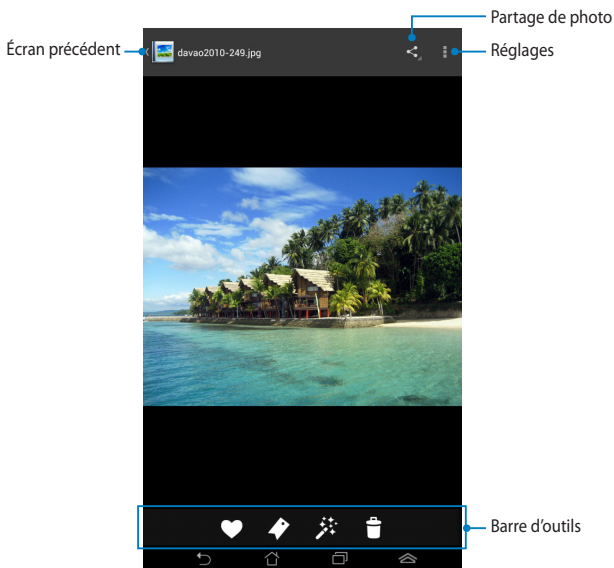 Partage de photo
Écran précédent
davao2010-249.jpg
Réglages
Barre d'outils